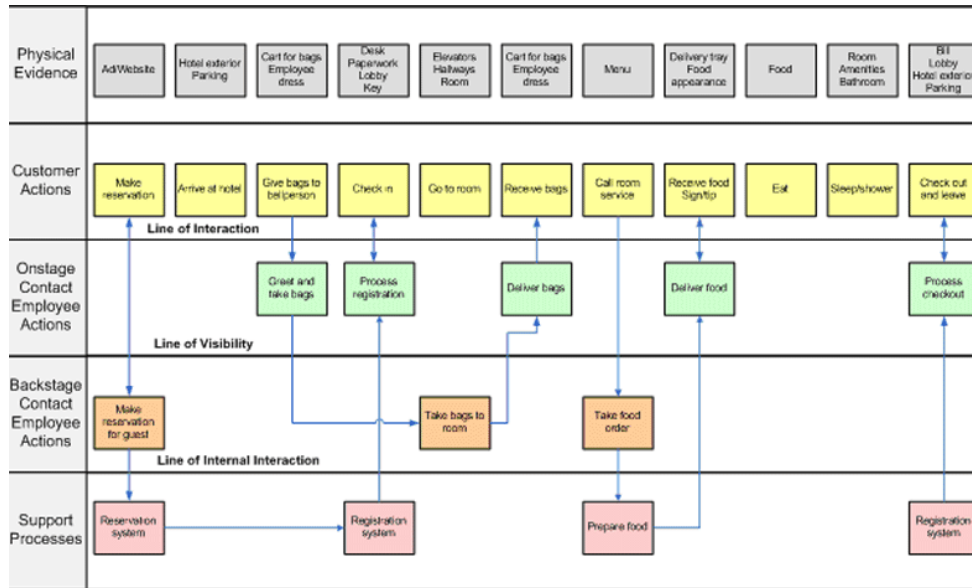 Physical
Evidence
Ad/Website
Hotel exterior
Parking
Cart for bags
Employee
dress
Desk
Paperwork
Lobby
Key
Elevators
Hallways
Room
Cart for bags
Employee
dress
Menu
Delivery tray
Food
appearance
Food
Room
Amenities
Bathroom
Bill
Lobby
Hotel exterior
Parking
Customer
Actions
Make
reservation
Arrive at hotel
Give bags to
bellperson
Check in
Go to room
Receive bags
Call room
service
Receive food
Sign/tip
Eat
Sleep/shower
Check out
and leave
Line of Interaction
Onstage
Contact
Employee
Actions
Greet and
take bags
Process
registration
Deliver bags
Deliver food
Process
checkout
Line of Visibility
Backstage
Contact
Employee
Actions
Make
reservation
for guest
Take bags to
room
Take food
order
Line of Internal Interaction
Support
Processes
Reservation
system
Registration
system
Prepare food
Registration
system